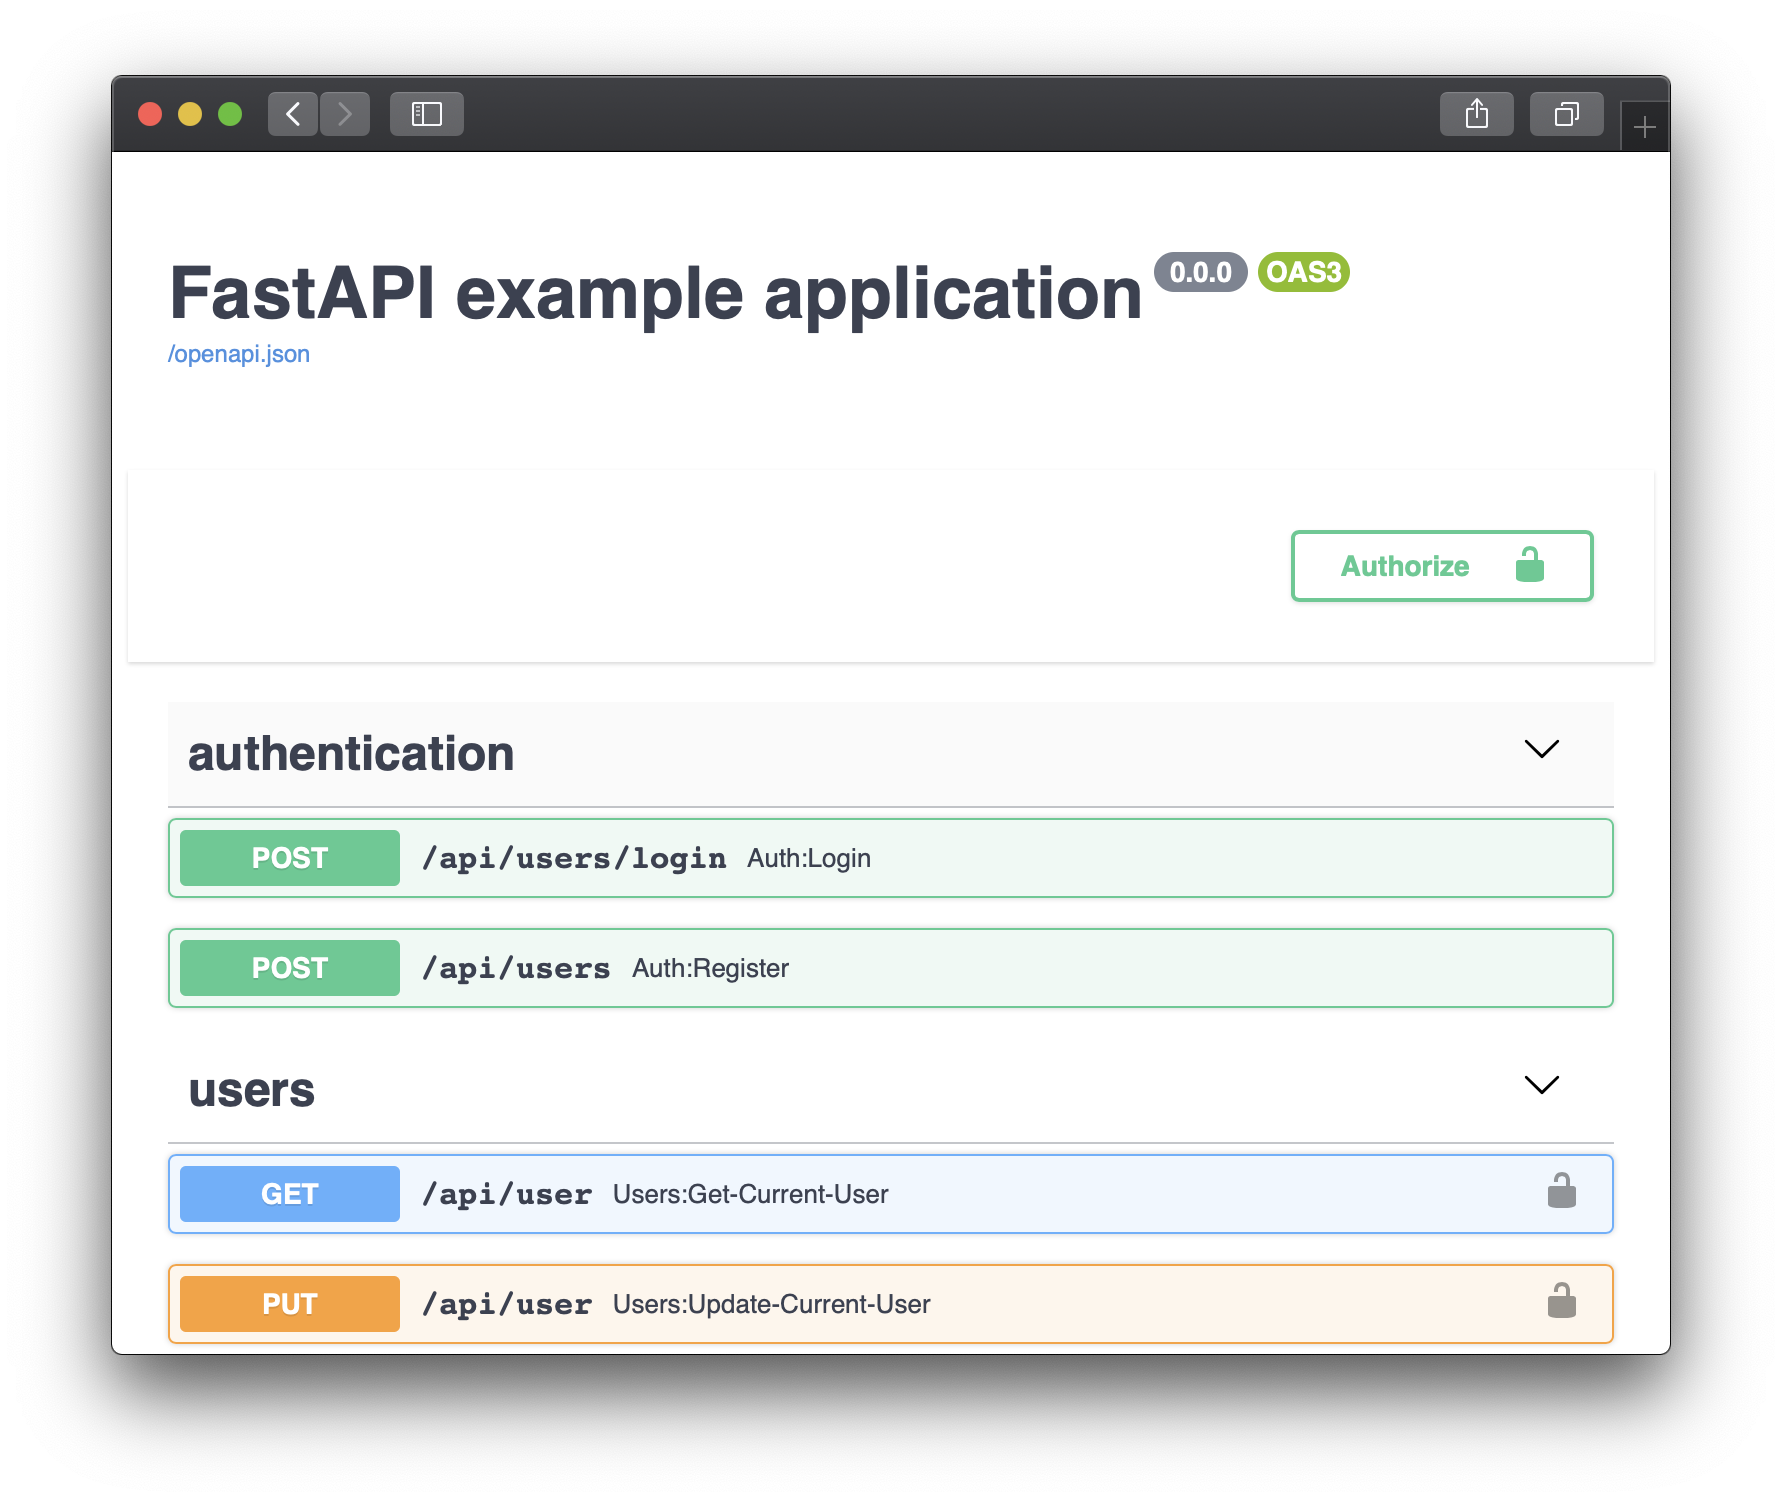 FastAPI example application 0.0.0 OAS3
/openapi.json
Authorize
authentication
POST /api/users/login Auth:Login
POST /api/users Auth:Register
users
GET /api/user Users:Get-Current-User
PUT /api/user Users:Update-Current-User